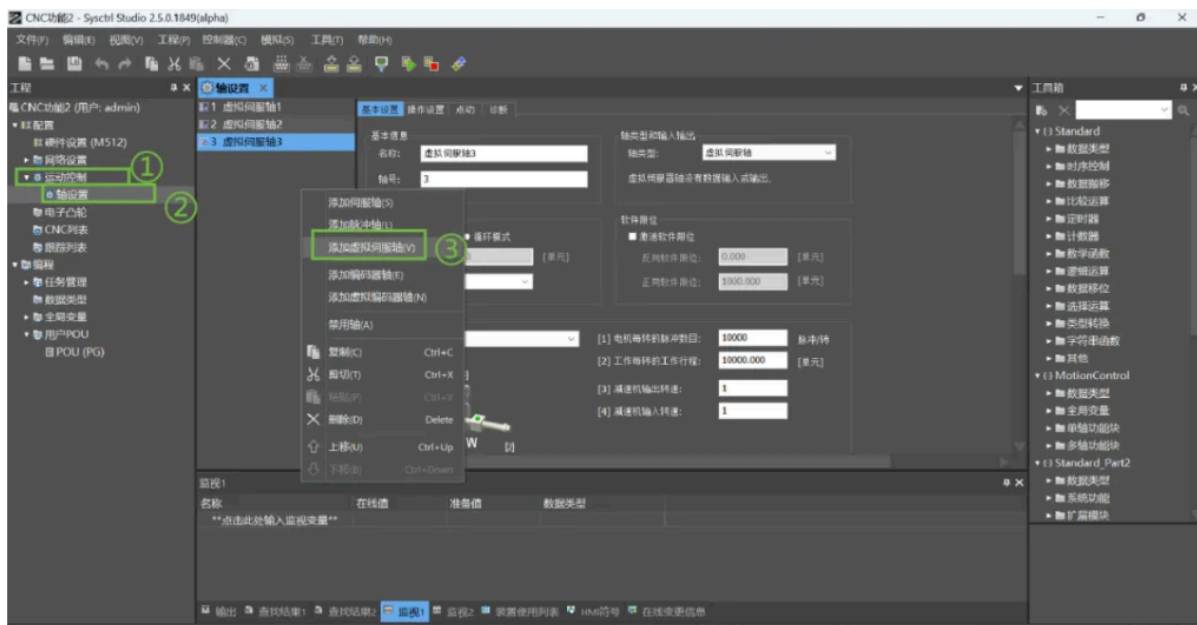 CNC功能2 - Sysctrl Studio 2.5.0.1849(alpha)
文件(F) 编辑(E) 视图(V) 工程(P) 控制器(C) 模拟(S) 工具(T) 帮助(H)
工程
CNC功能2 (用户: admin)
配置
硬件设置 (M512)
网络设置
运动控制
①
轴设置
②
电子凸轮
CNC列表
跟踪列表
编程
任务管理
数据类型
全局变量
用户POU
POU (PG)
轴设置
1 虚拟伺服轴1
2 虚拟伺服轴2
3 虚拟伺服轴3
基本设置 操作设置 点动 诊断
基本信息
名称: 虚拟伺服轴3
轴号: 3
轴类型和输入输出
轴类型: 虚拟伺服轴
虚拟伺服器轴没有数据输入或输出.
循环模式
[单元]
软件限位
激活软件限位
反向软件限位: 0.000 [单元]
正向软件限位: 1000.000 [单元]
[1] 电机每转的脉冲数目: 10000 脉冲/转
[2] 工作每转的工作行程: 10000.000 [单元]
[3] 减速机输出转速: 1
[4] 减速机输入转速: 1
W [2]
添加伺服轴(S)
添加脉冲轴(L)
添加虚拟伺服轴(V)
③
添加编码器轴(E)
添加虚拟编码器轴(N)
禁用轴(A)
复制(C) Ctrl+C
剪切(T) Ctrl+X
粘贴(P) Ctrl+V
删除(D) Delete
上移(U) Ctrl+Up
下移(B) Ctrl+Down
监视1
名称 在线值 准备值 数据类型
**点击此处输入监视变量**
输出 查找结果1 查找结果2 监视1 监视2 装置使用列表 HMI符号 在线变更信息
工具箱
Standard
数据类型
时序控制
数据搬移
比较运算
定时器
计数器
数学函数
逻辑运算
数据移位
选择运算
类型转换
字符串函数
其他
MotionControl
数据类型
全局变量
单轴功能块
多轴功能块
Standard_Part2
数据类型
系统功能
扩展模块